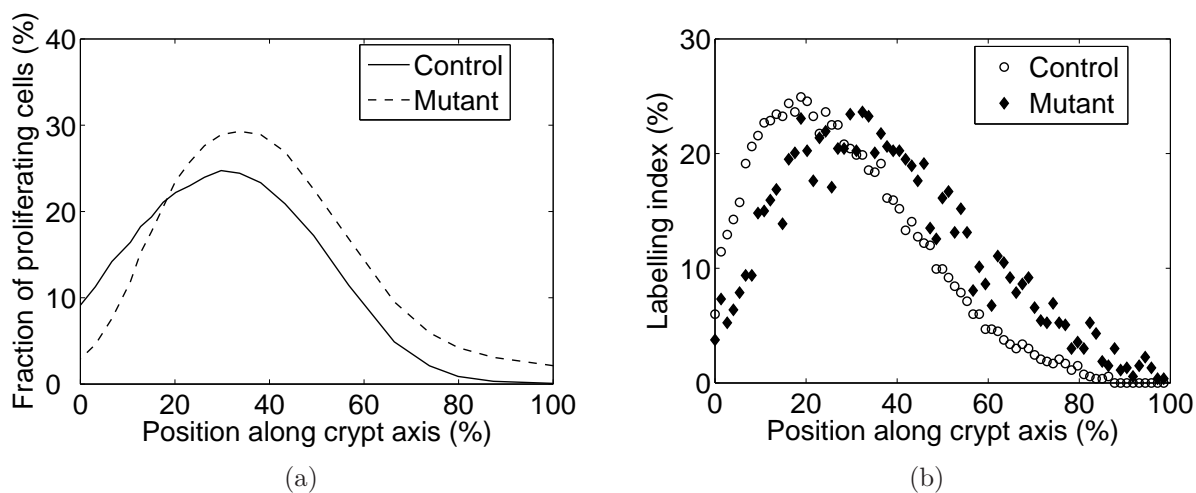 40
30
20
10
0
0 20 40 60 80 100
Fraction of proliferating cells (%)
Position along crypt axis (%)
Control
Mutant
(a)
30
20
10
0
0 20 40 60 80 100
Labelling index (%)
Position along crypt axis (%)
Control
Mutant
(b)